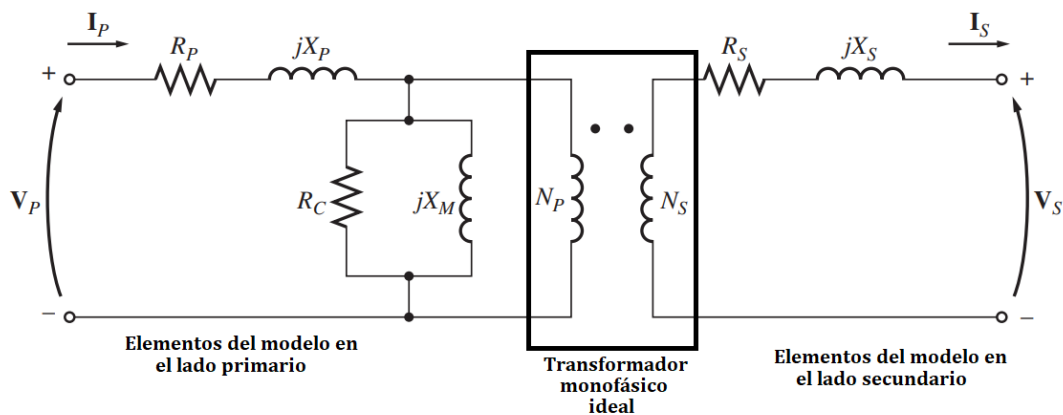 I_P
R_P
jX_P
R_S
jX_S
I_S
+
+
V_P
R_C
jX_M
N_P
N_S
V_S
−
−
Elementos del modelo en
el lado primario
Transformador
monofásico
ideal
Elementos del modelo en
el lado secundario